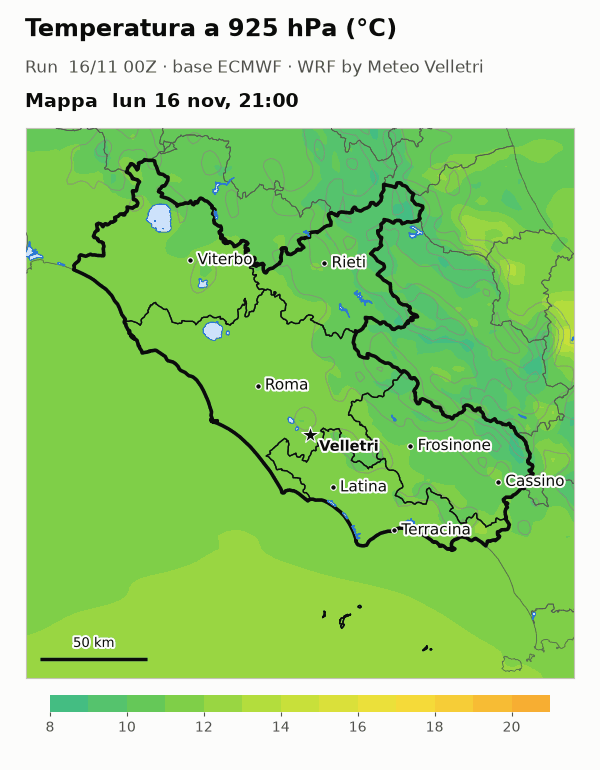 Temperatura a 925 hPa (°C)
Run  16/11 00Z · base ECMWF · WRF by Meteo Velletri
Mappa  lun 16 nov, 21:00
Viterbo
Rieti
Roma
Velletri
Frosinone
Latina
Cassino
Terracina
50 km
8 10 12 14 16 18 20